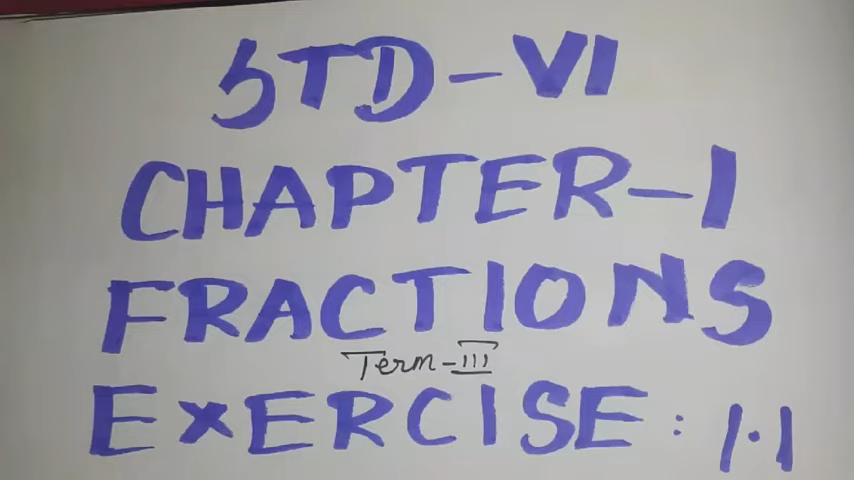 STD-VI
CHAPTER-1
FRACTIONS
Term-III
EXERCISE : 1.1